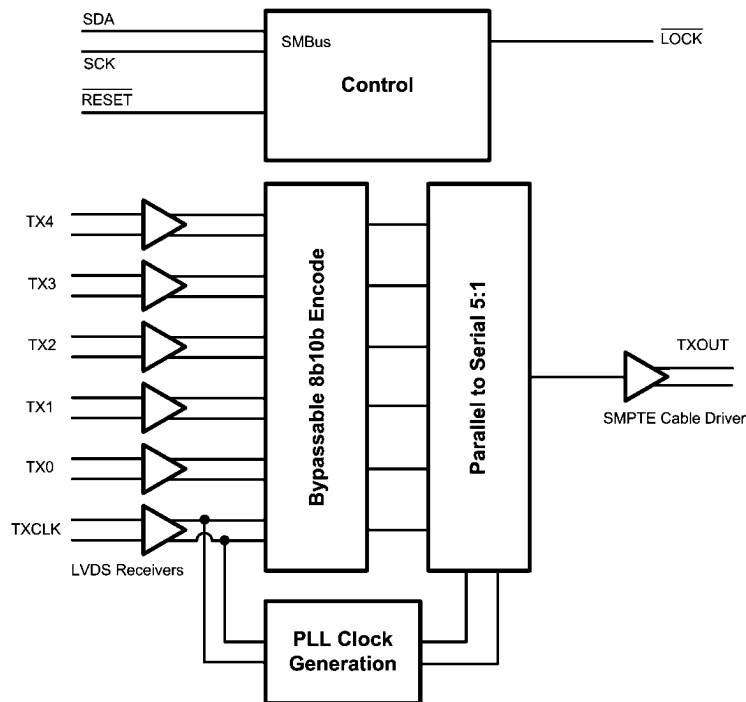 SDA
SCK
RESET
SMBus
Control
LOCK
TX4
TX3
TX2
TX1
TX0
TXCLK
LVDS Receivers
Bypassable 8b10b Encode
Parallel to Serial 5:1
TXOUT
SMPTE Cable Driver
PLL Clock
Generation